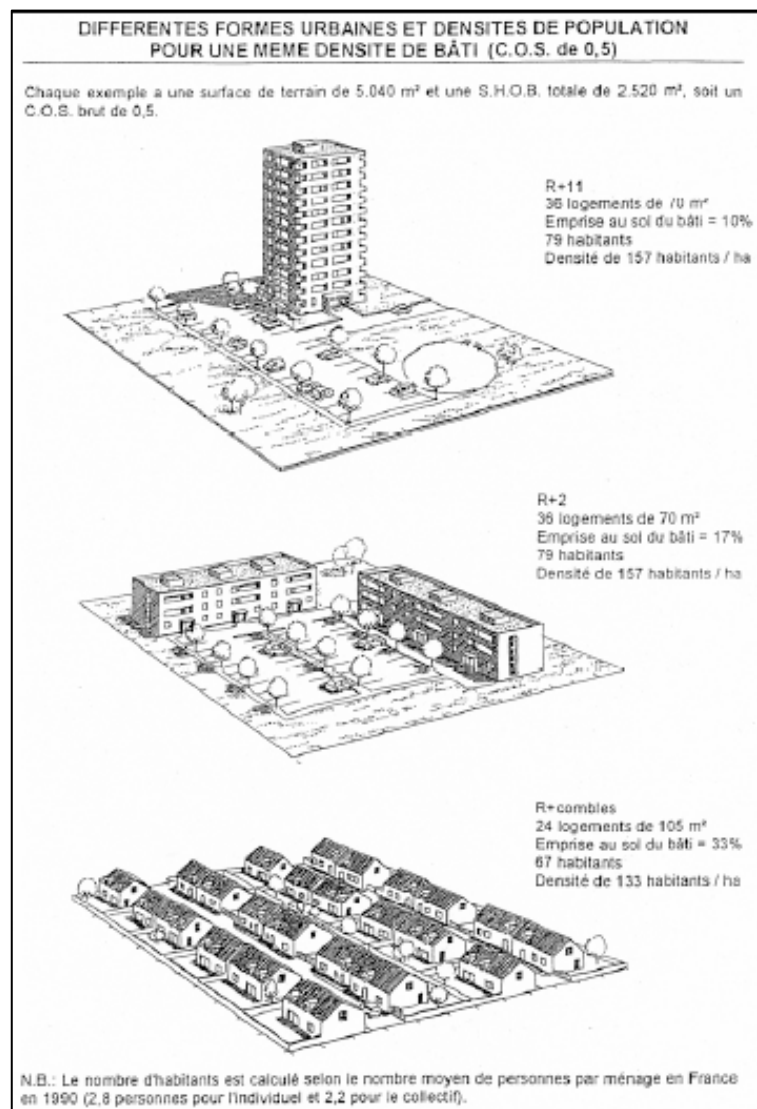 DIFFERENTES FORMES URBAINES ET DENSITES DE POPULATION
POUR UNE MEME DENSITE DE BÂTI (C.O.S. de 0,5)
Chaque exemple a une surface de terrain de 5.040 m² et une S.H.O.B. totale de 2.520 m², soit un
C.O.S. brut de 0,5.
R+11
36 logements de 70 m²
Emprise au sol du bâti = 10%
79 habitants
Densité de 157 habitants / ha
R+2
36 logements de 70 m²
Emprise au sol du bâti = 17%
79 habitants
Densité de 157 habitants / ha
R+combles
24 logements de 105 m²
Emprise au sol du bâti = 33%
67 habitants
Densité de 133 habitants / ha
N.B.: Le nombre d'habitants est calculé selon le nombre moyen de personnes par ménage en France
en 1990 (2,8 personnes pour l'individuel et 2,2 pour le collectif).